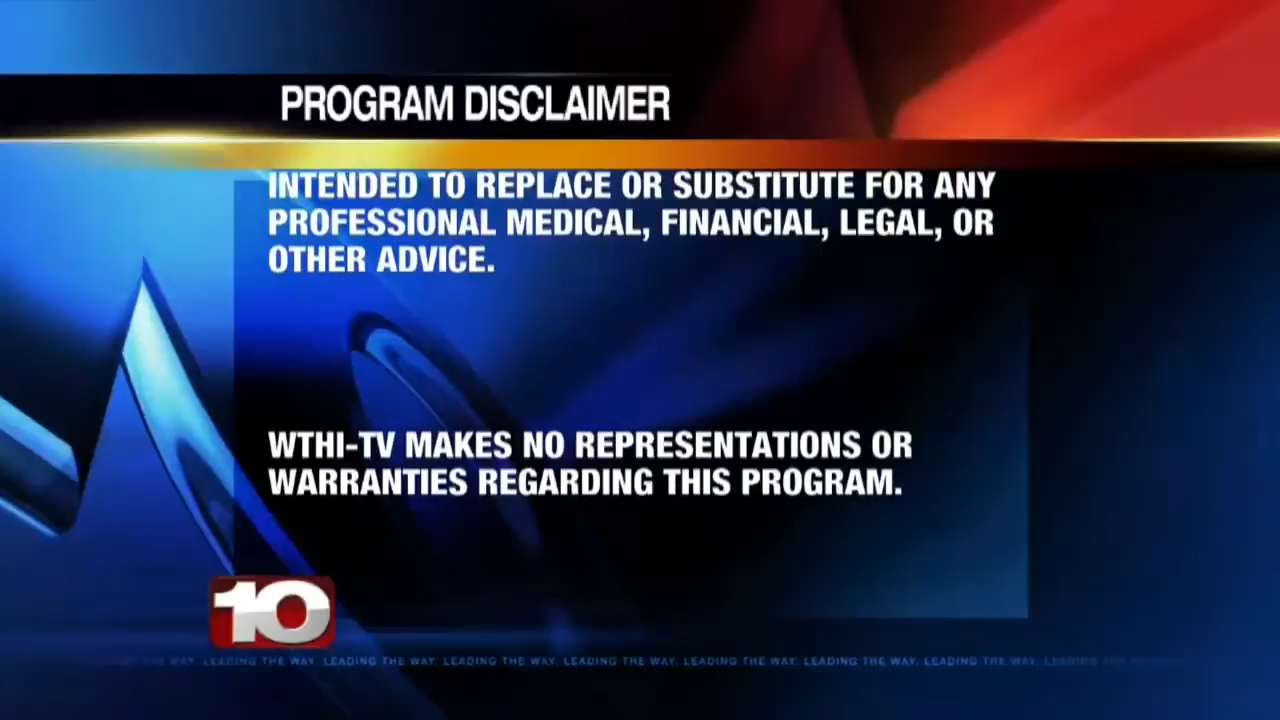 PROGRAM DISCLAIMER
INTENDED TO REPLACE OR SUBSTITUTE FOR ANY
PROFESSIONAL MEDICAL, FINANCIAL, LEGAL, OR
OTHER ADVICE.
WTHI-TV MAKES NO REPRESENTATIONS OR
WARRANTIES REGARDING THIS PROGRAM.
10
THE WAY. LEADING THE WAY. LEADING THE WAY. LEADING THE WAY. LEADING THE WAY. LEADING THE WAY. LEADING THE WAY. LEADING THE WAY. LEADING THE